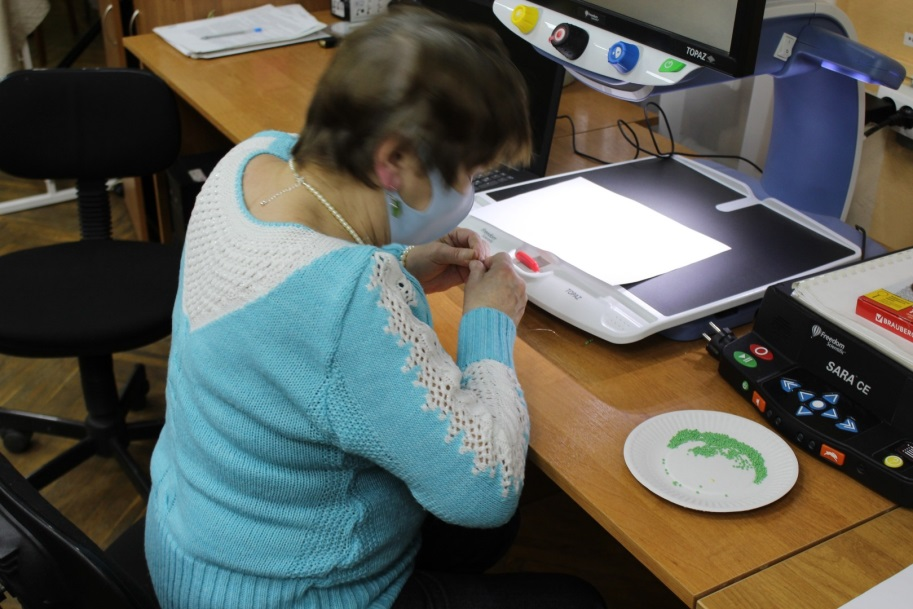 TOPAZ
TOPAZ
Freedom
Scientific
SARA CE
BRAUBERG